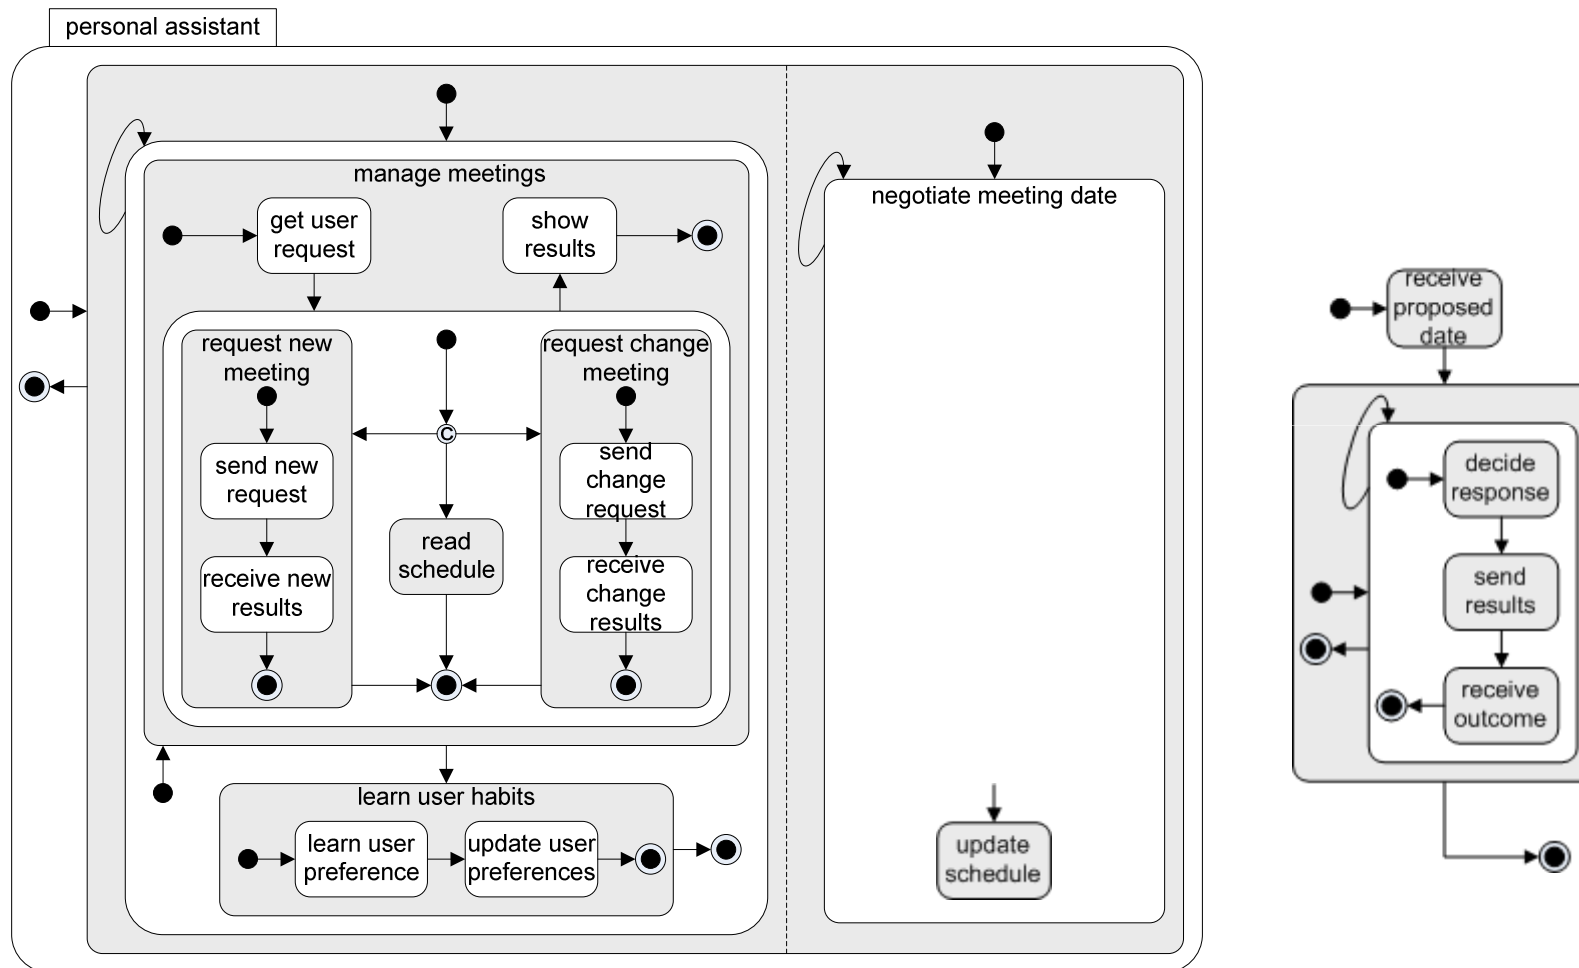 personal assistant
manage meetings
get user
request
show
results
request new
meeting
request change
meeting
C
send new
request
send
change
request
read
schedule
receive new
results
receive
change
results
learn user habits
learn user
preference
update user
preferences
negotiate meeting date
update
schedule
receive
proposed
date
decide
response
send
results
receive
outcome